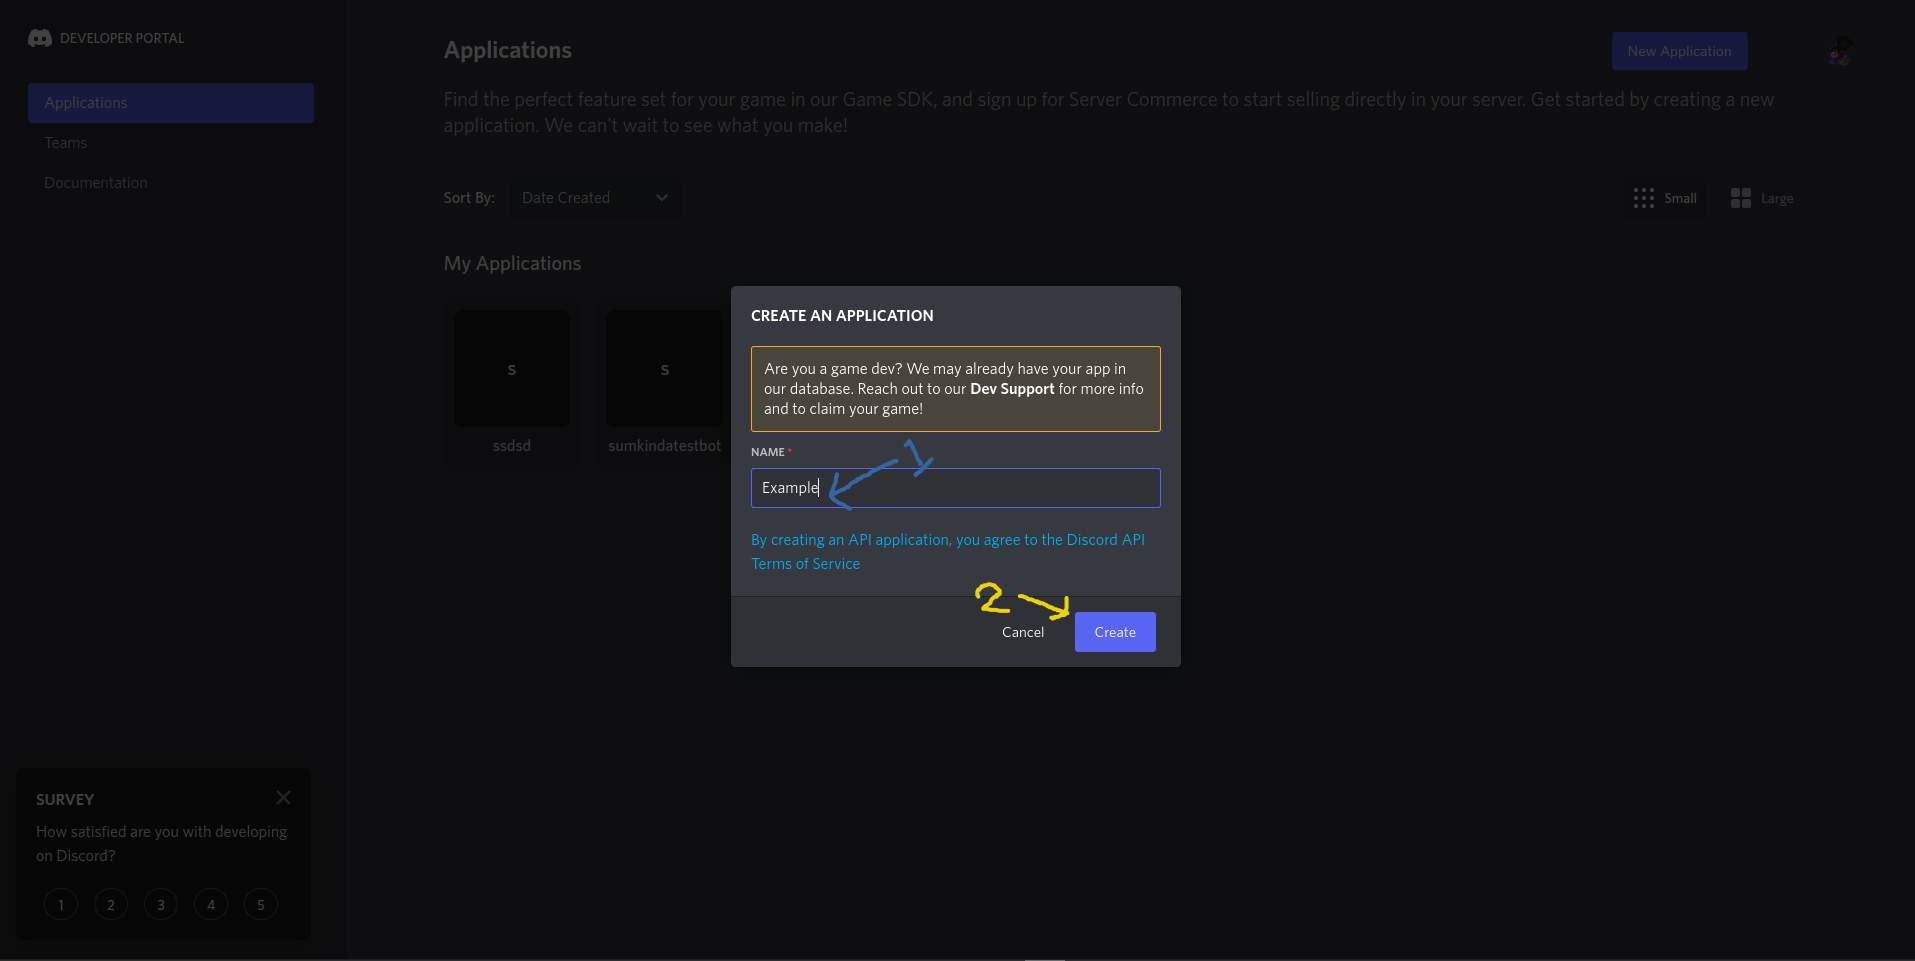 DEVELOPER PORTAL
Applications
Teams
Documentation
Applications
New Application
Find the perfect feature set for your game in our Game SDK, and sign up for Server Commerce to start selling directly in your server. Get started by creating a new
application. We can't wait to see what you make!
Sort By:
Date Created
Small
Large
My Applications
s
ssdsd
s
sumkindatestbot
CREATE AN APPLICATION
Are you a game dev? We may already have your app in
our database. Reach out to our Dev Support for more info
and to claim your game!
NAME *
1
Example
By creating an API application, you agree to the Discord API
Terms of Service
2
Cancel
Create
SURVEY
How satisfied are you with developing
on Discord?
1 2 3 4 5